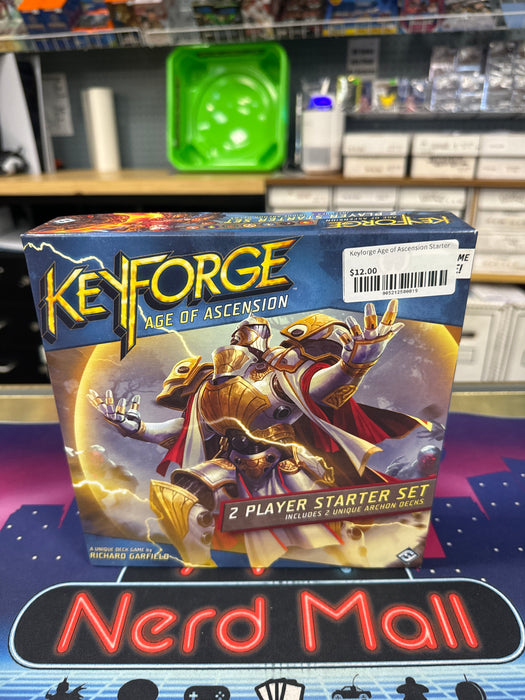 KEYFORGE
AGE OF ASCENSION
Keyforge Age of Ascension Starter
$12.00
2 PLAYER STARTER SET
INCLUDES 2 UNIQUE ARCHON DECKS
A UNIQUE DECK GAME by
RICHARD GARFIELD
Nerd Mall